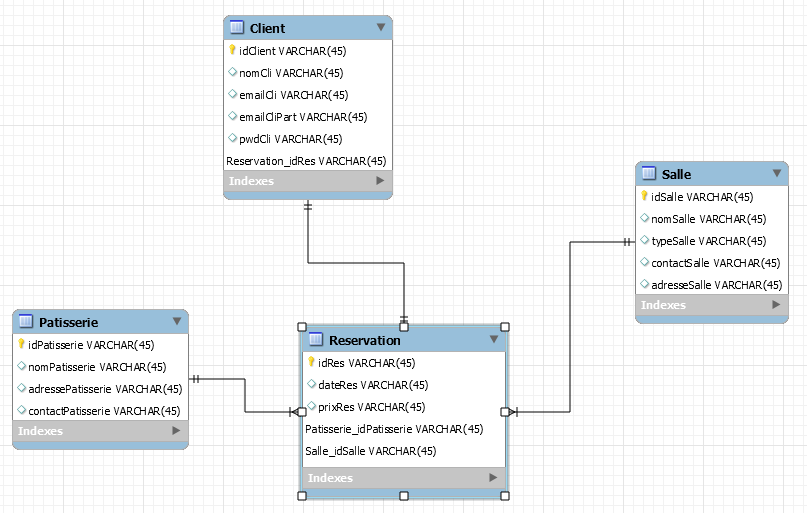 Client
idClient VARCHAR(45)
nomCli VARCHAR(45)
emailCli VARCHAR(45)
emailCliPart VARCHAR(45)
pwdCli VARCHAR(45)
Reservation_idRes VARCHAR(45)
Indexes
Salle
idSalle VARCHAR(45)
nomSalle VARCHAR(45)
typeSalle VARCHAR(45)
contactSalle VARCHAR(45)
adresseSalle VARCHAR(45)
Indexes
Patisserie
idPatisserie VARCHAR(45)
nomPatisserie VARCHAR(45)
adressePatisserie VARCHAR(45)
contactPatisserie VARCHAR(45)
Indexes
Reservation
idRes VARCHAR(45)
dateRes VARCHAR(45)
prixRes VARCHAR(45)
Patisserie_idPatisserie VARCHAR(45)
Salle_idSalle VARCHAR(45)
Indexes